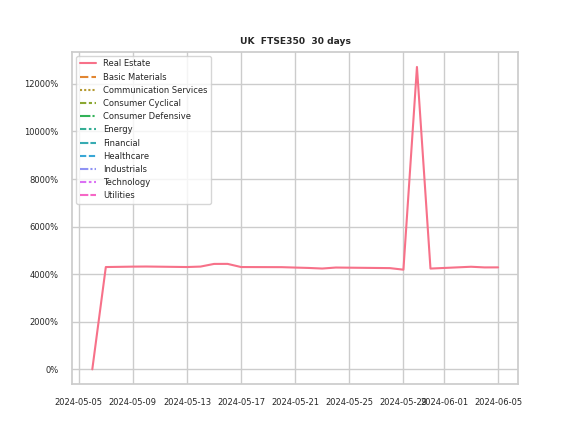 UK FTSE350 30 days
Real Estate
Basic Materials
Communication Services
Consumer Cyclical
Consumer Defensive
Energy
Financial
Healthcare
Industrials
Technology
Utilities
12000%
10000%
8000%
6000%
4000%
2000%
0%
2024-05-05 2024-05-09 2024-05-13 2024-05-17 2024-05-21 2024-05-25 2024-05-29 2024-06-01 2024-06-05